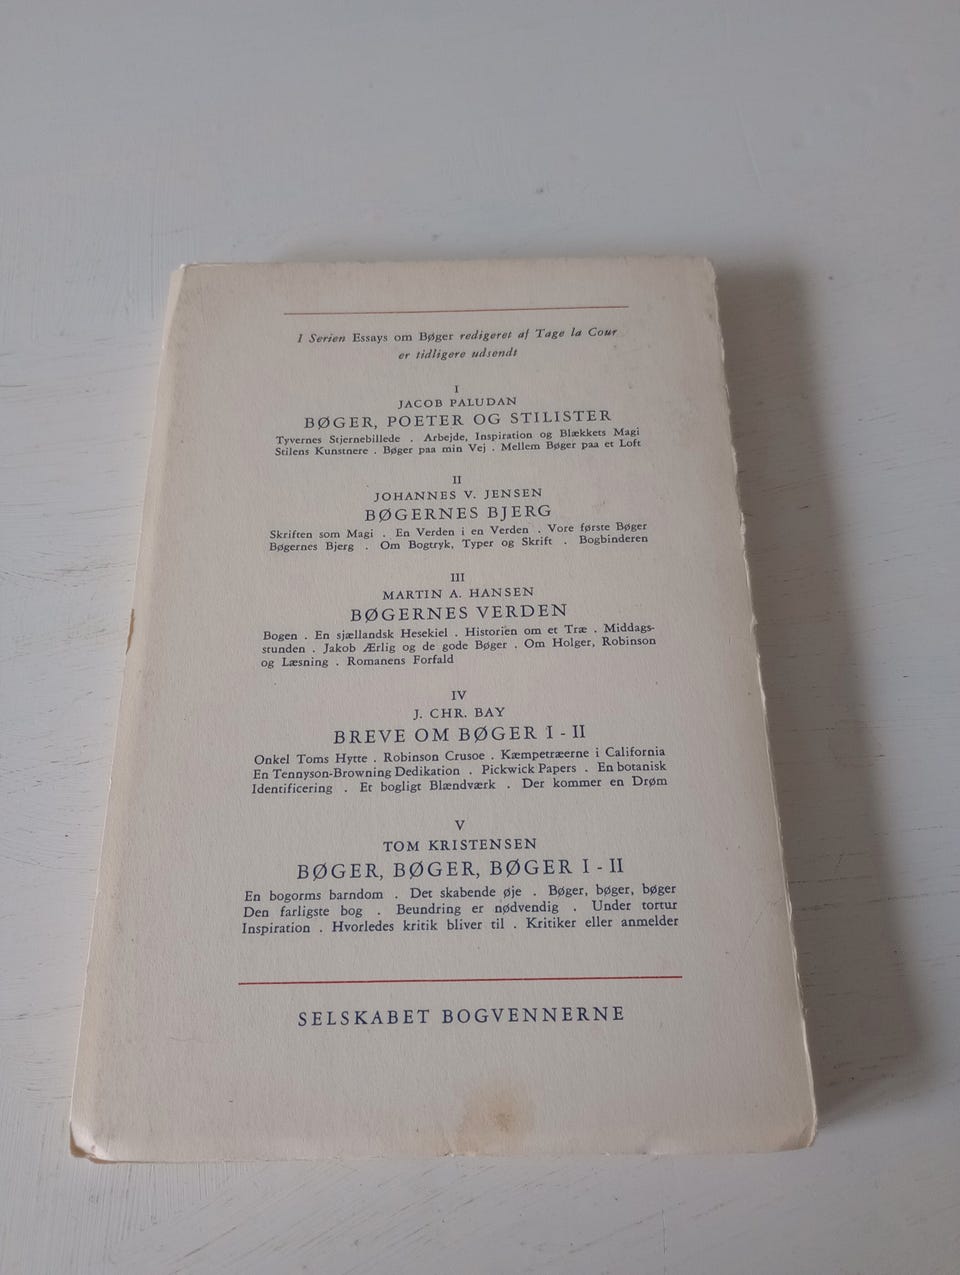 I Serien Essays om Bøger redigeret af Tage la Cour
er tidligere udsendt
I
JACOB PALUDAN
BØGER, POETER OG STILISTER
Tyvernes Stjernebillede . Arbejde, Inspiration og Blækkets Magi
Stilens Kunstnere . Bøger paa min Vej . Mellem Bøger paa et Loft
II
JOHANNES V. JENSEN
BØGERNES BJERG
Skriften som Magi . En Verden i en Verden . Vore første Bøger
Bøgernes Bjerg . Om Bogtryk, Typer og Skrift . Bogbinderen
III
MARTIN A. HANSEN
BØGERNES VERDEN
Bogen . En sjællandsk Hesekiel . Historien om et Træ . Middags-
stunden . Jakob Ærlig og de gode Bøger . Om Holger, Robinson
og Læsning . Romanens Forfald
IV
J. CHR. BAY
BREVE OM BØGER I - II
Onkel Toms Hytte . Robinson Crusoe . Kæmpetræerne i California
En Tennyson-Browning Dedikation . Pickwick Papers . En botanisk
Identificering . Et bogligt Blændværk . Der kommer en Drøm
V
TOM KRISTENSEN
BØGER, BØGER, BØGER I - II
En bogorms barndom . Det skabende øje . Bøger, bøger, bøger
Den farligste bog . Beundring er nødvendig . Under tortur
Inspiration . Hvorledes kritik bliver til . Kritiker eller anmelder
SELSKABET BOGVENNERNE